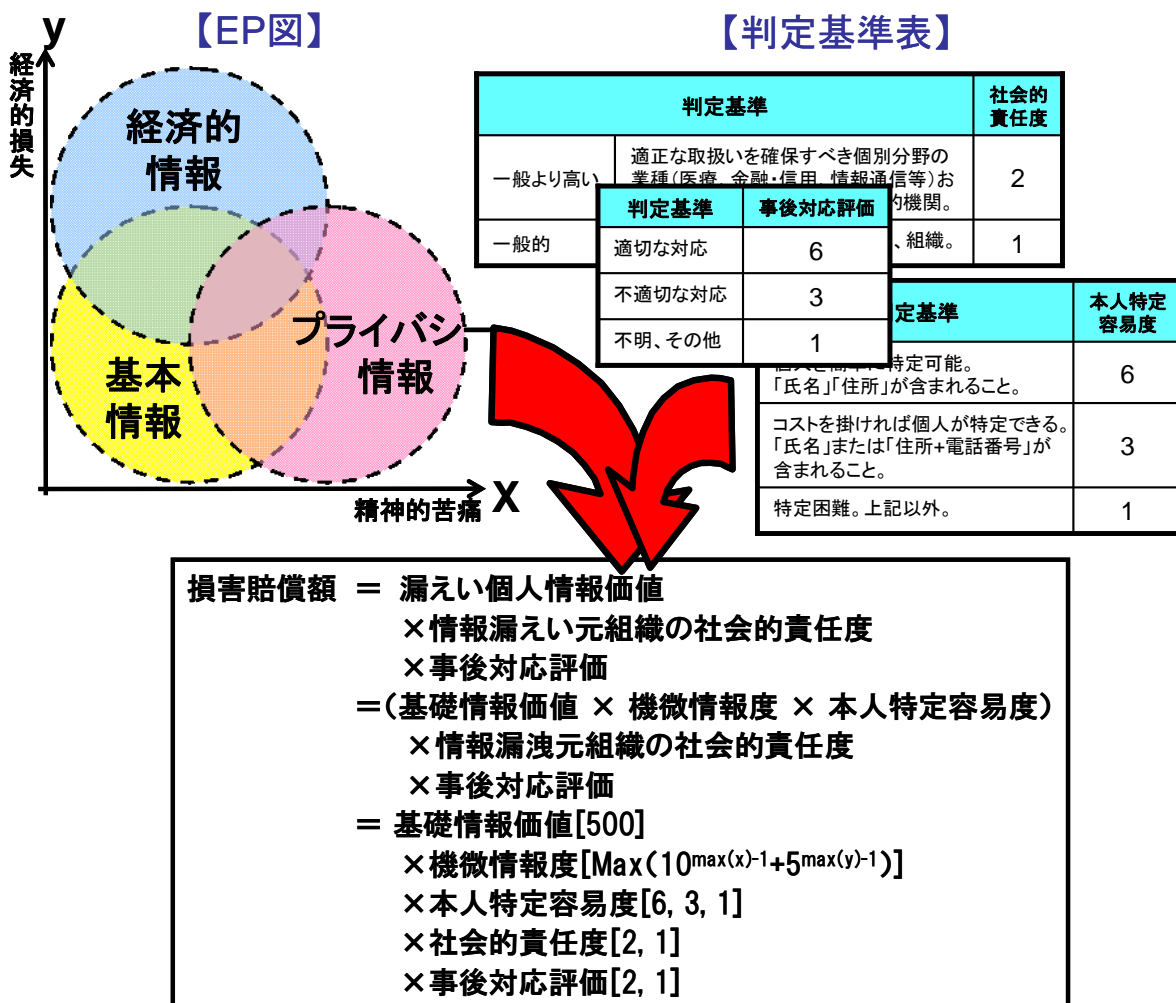 【EP図】
【判定基準表】
y
経済的損失
経済的
情報
プライバシ
情報
基本
情報
精神的苦痛
X
判定基準
社会的
責任度
一般より高い
適正な取扱いを確保すべき個別分野の
業種(医療、金融・信用、情報通信等)お
的機関。
2
一般的
、組織。
1
判定基準
事後対応評価
適切な対応
6
不適切な対応
3
不明、その他
1
定基準
本人特定
容易度
特定可能。
「氏名」「住所」が含まれること。
6
コストを掛ければ個人が特定できる。
「氏名」または「住所+電話番号」が
含まれること。
3
特定困難。上記以外。
1
損害賠償額 = 漏えい個人情報価値
×情報漏えい元組織の社会的責任度
×事後対応評価
=(基礎情報価値 × 機微情報度 × 本人特定容易度)
×情報漏洩元組織の社会的責任度
×事後対応評価
= 基礎情報価値[500]
×機微情報度[Max(10max(x)-1+5max(y)-1)]
×本人特定容易度[6, 3, 1]
×社会的責任度[2, 1]
×事後対応評価[2, 1]